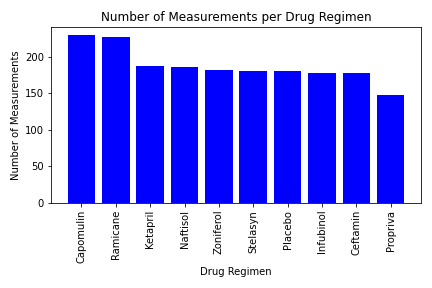 Number of Measurements per Drug Regimen
Number of Measurements
200
150
100
50
0
Capomulin
Ramicane
Ketapril
Naftisol
Zoniferol
Stelasyn
Placebo
Infubinol
Ceftamin
Propriva
Drug Regimen